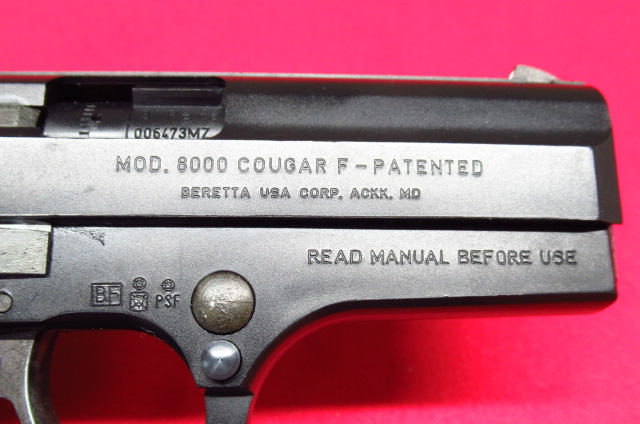 006473MZ
MOD. 8000 COUGAR F - PATENTED
BERETTA USA CORP. ACKK. MD
READ MANUAL BEFORE USE
BF PSF